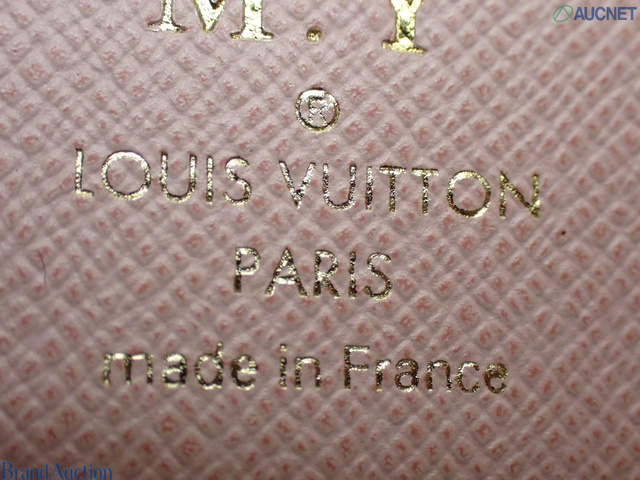 AUCNET
M.Y
®
LOUIS VUITTON
PARIS
made in France
Brand Auction